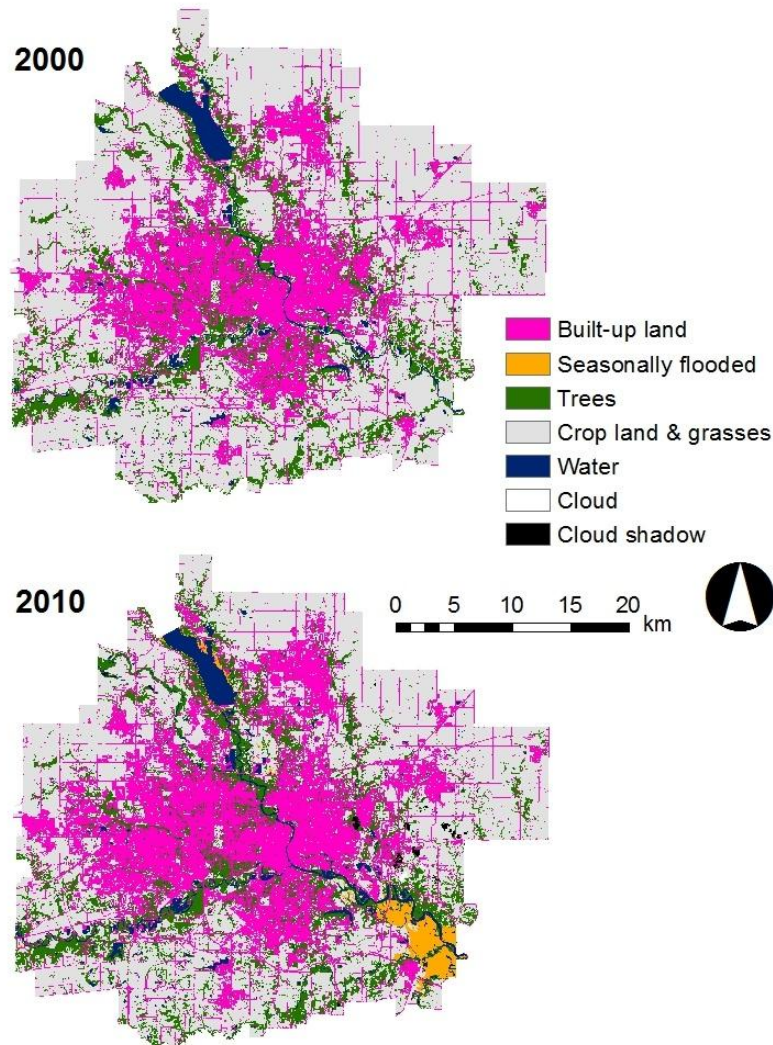 2000
Built-up land
Seasonally flooded
Trees
Crop land & grasses
Water
Cloud
Cloud shadow
2010
0 5 10 15 20
km